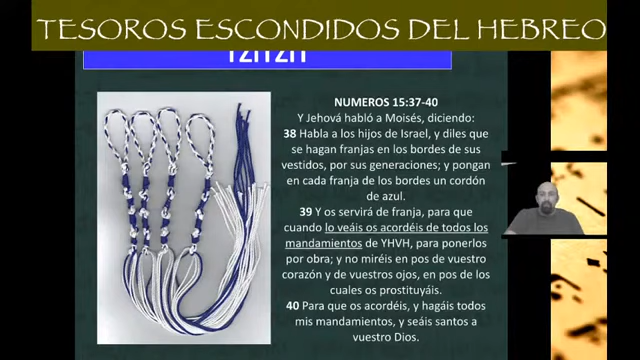 TESOROS ESCONDIDOS DEL HEBREO
TZITZIT
NUMEROS 15:37-40
Y Jehová habló a Moisés, diciendo:
38 Habla a los hijos de Israel, y diles que
se hagan franjas en los bordes de sus
vestidos, por sus generaciones; y pongan
en cada franja de los bordes un cordón
de azul.
39 Y os servirá de franja, para que
cuando lo veáis os acordéis de todos los
mandamientos de YHVH, para ponerlos
por obra; y no miréis en pos de vuestro
corazón y de vuestros ojos, en pos de los
cuales os prostituyáis.
40 Para que os acordéis, y hagáis todos
mis mandamientos, y seáis santos a
vuestro Dios.